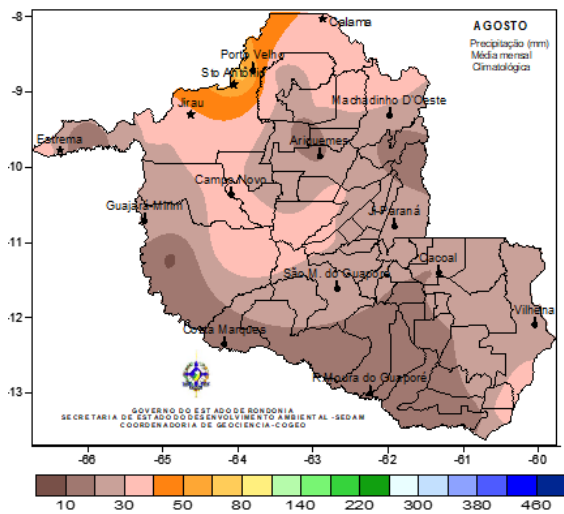 AGOSTO
Precipitação (mm)
Média mensal
Climatológica
-8
-9
-10
-11
-12
-13
Calama
Porto Velho
Sto Antônio
Jirau
Machadinho D'Oeste
Extrema
Ariquemes
Campo Novo
Guajará-Mirim
Ji Paraná
Cacoal
São M. do Guaporé
Vilhena
Costa Marques
R.Moura do Guaporé
GOVERNO DO ESTADO DE RONDONIA
SECRETARIA DE ESTADO DO DESENVOLVIMENTO AMBIENTAL -SEDAM
COORDENADORIA DE GEOCIENCIA-COGEO
-66 -65 -64 -63 -62 -61 -60
10 30 50 80 140 220 300 380 460